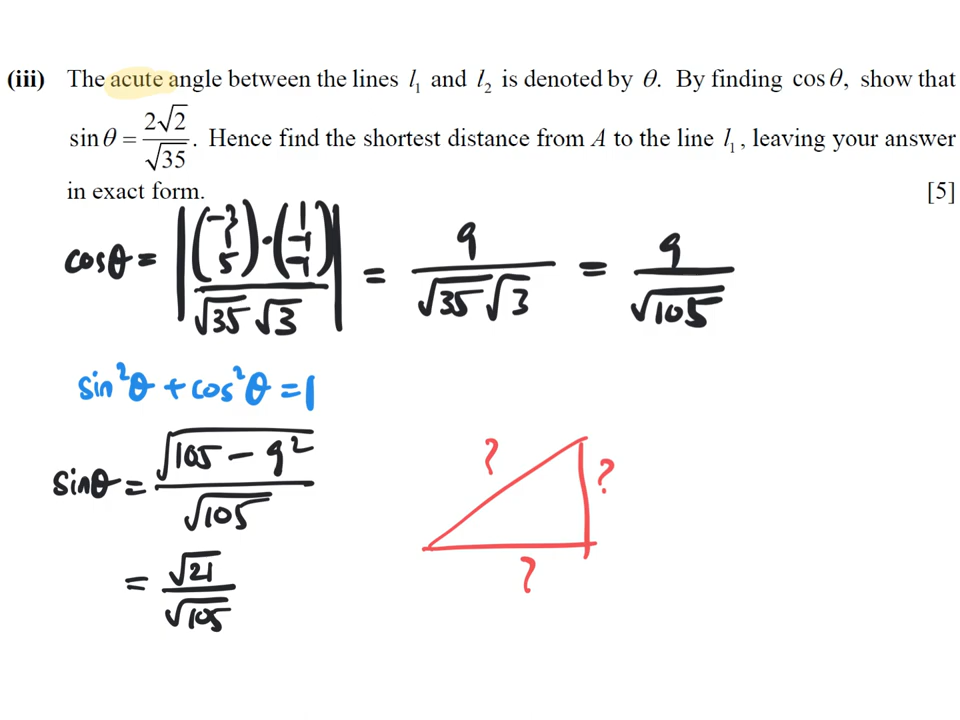 (iii) The acute angle between the lines l₁ and l₂ is denoted by θ. By finding cos θ, show that
sin θ = 2√2/√35. Hence find the shortest distance from A to the line l₁, leaving your answer
in exact form. [5]
cosθ = |(-3 1 5)·(1 -1 -1)| / √35 √3 = 9/(√35 √3) = 9/√105
sin²θ + cos²θ = 1
sinθ = √(105 - 9²)/√105
= √21/√105
?
?
?